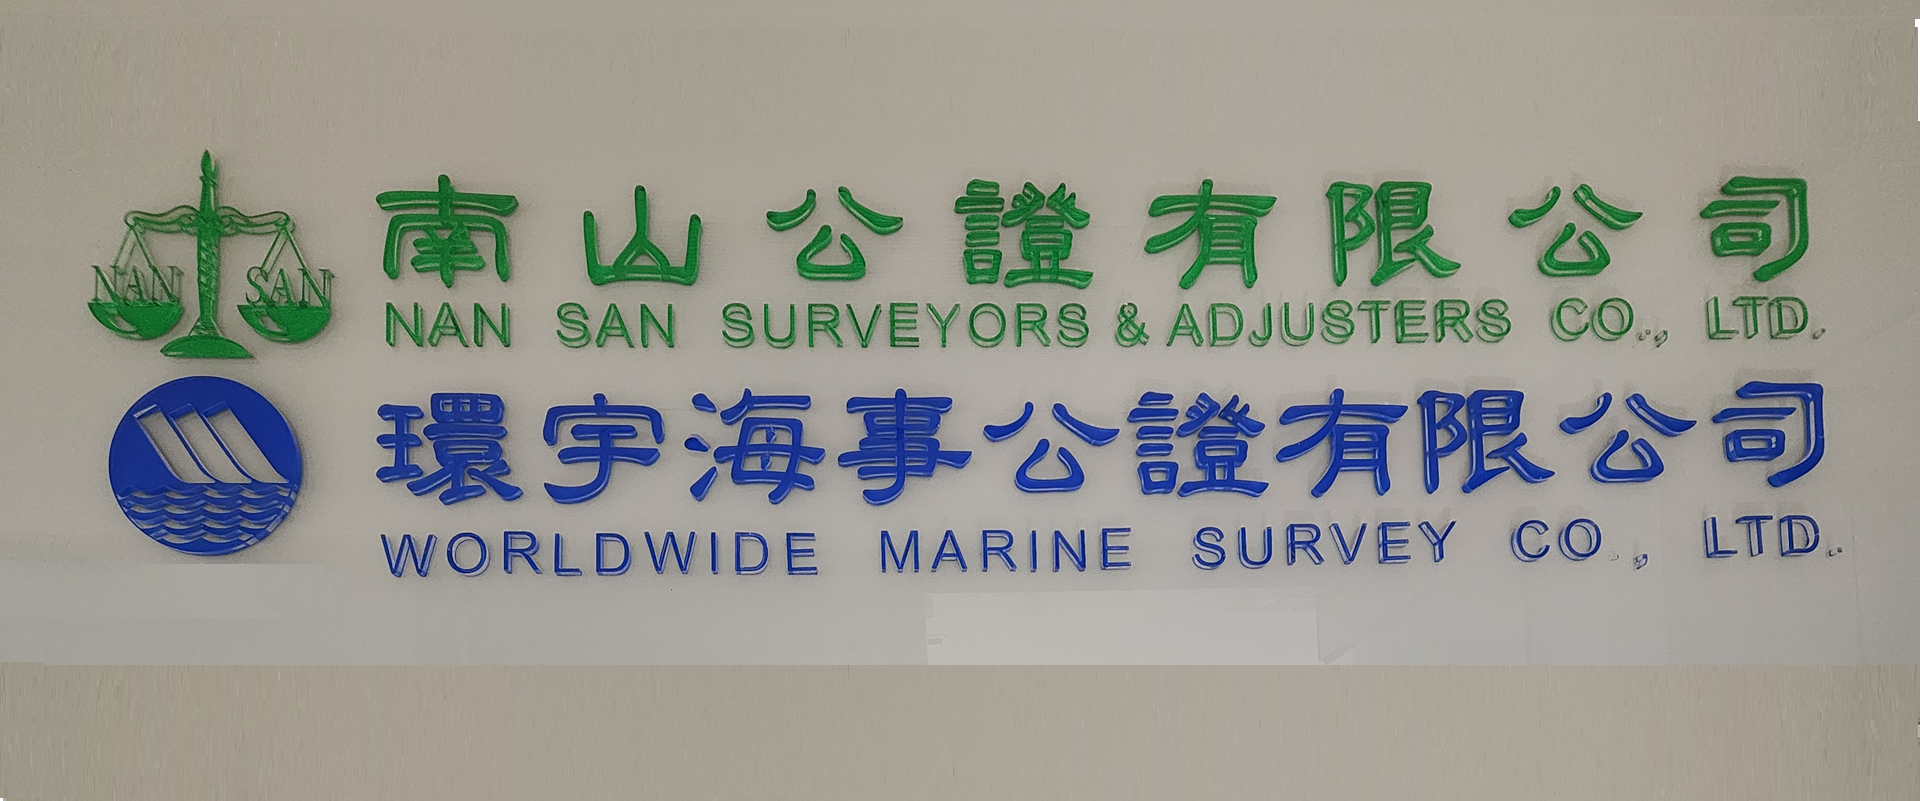 NAN SAN
南山公證有限公司
NAN SAN SURVEYORS & ADJUSTERS CO., LTD.
環宇海事公證有限公司
WORLDWIDE MARINE SURVEY CO., LTD.